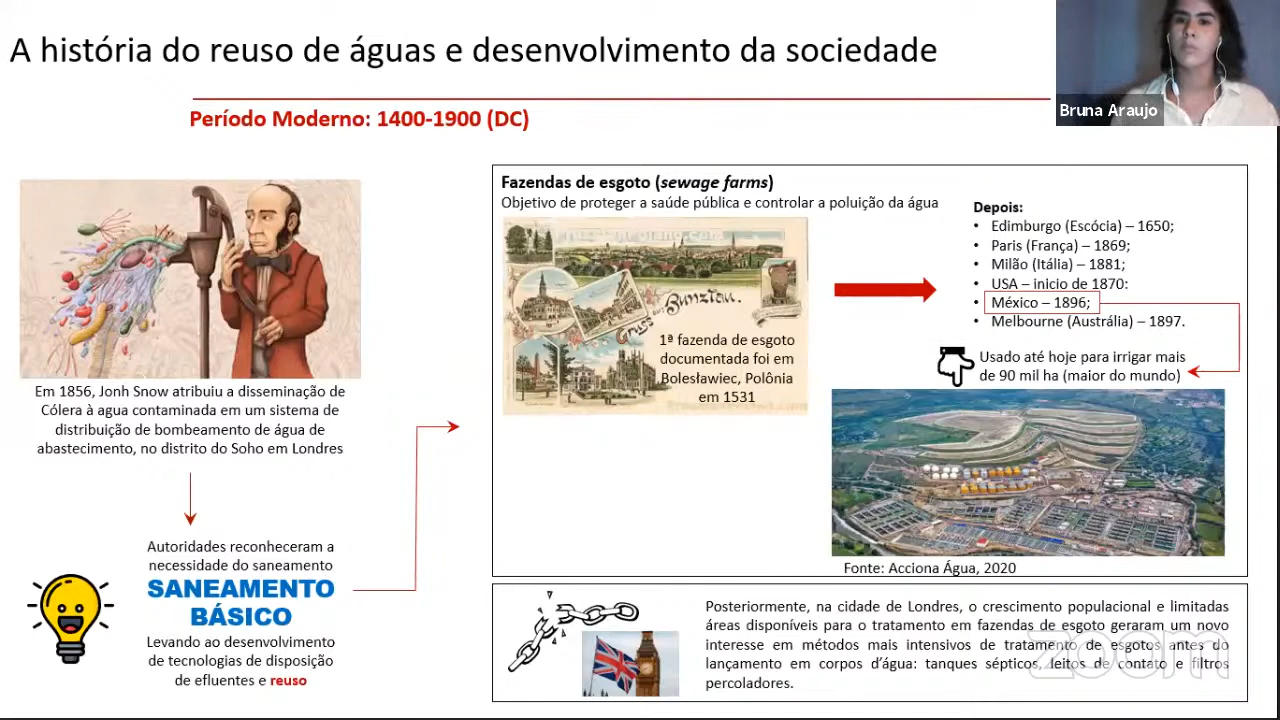 A história do reuso de águas e desenvolvimento da sociedade
Bruna Araujo
Período Moderno: 1400-1900 (DC)
Em 1856, Jonh Snow atribuiu a disseminação de
Cólera à agua contaminada em um sistema de
distribuição de bombeamento de água de
abastecimento, no distrito do Soho em Londres
Autoridades reconheceram a
necessidade do saneamento
SANEAMENTO
BÁSICO
Levando ao desenvolvimento
de tecnologias de disposição
de efluentes e reuso
Fazendas de esgoto (sewage farms)
Objetivo de proteger a saúde pública e controlar a poluição da água
Gruss aus Bunzlau.
1ª fazenda de esgoto
documentada foi em
Bolesławiec, Polônia
em 1531
Depois:
• Edimburgo (Escócia) – 1650;
• Paris (França) – 1869;
• Milão (Itália) – 1881;
• USA – inicio de 1870:
• México – 1896;
• Melbourne (Austrália) – 1897.
Usado até hoje para irrigar mais
de 90 mil ha (maior do mundo)
Fonte: Acciona Água, 2020
Posteriormente, na cidade de Londres, o crescimento populacional e limitadas
áreas disponíveis para o tratamento em fazendas de esgoto geraram um novo
interesse em métodos mais intensivos de tratamento de esgotos antes do
lançamento em corpos d’água: tanques sépticos, leitos de contato e filtros
percoladores.
zoom